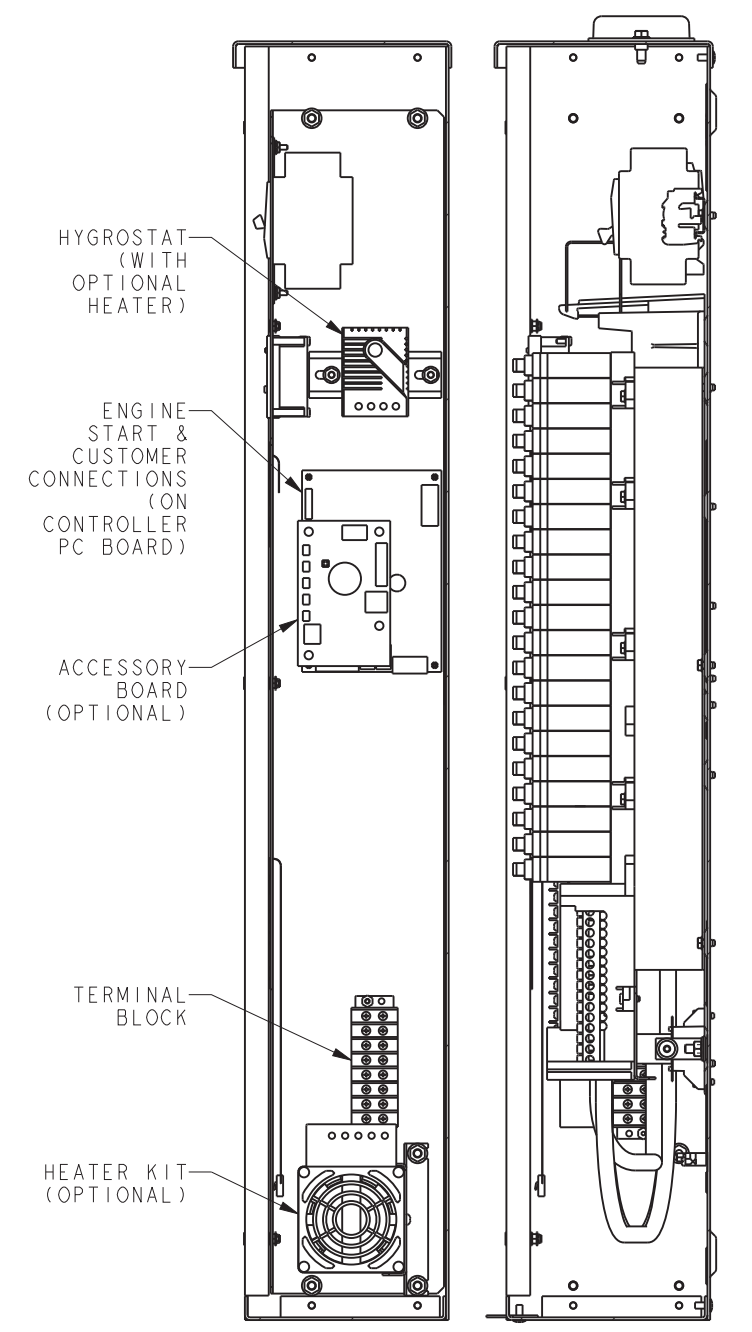 HYGROSTAT
(WITH
OPTIONAL
HEATER)
ENGINE
START &
CUSTOMER
CONNECTIONS
(ON
CONTROLLER
PC BOARD)
ACCESSORY
BOARD
(OPTIONAL)
TERMINAL
BLOCK
HEATER KIT
(OPTIONAL)